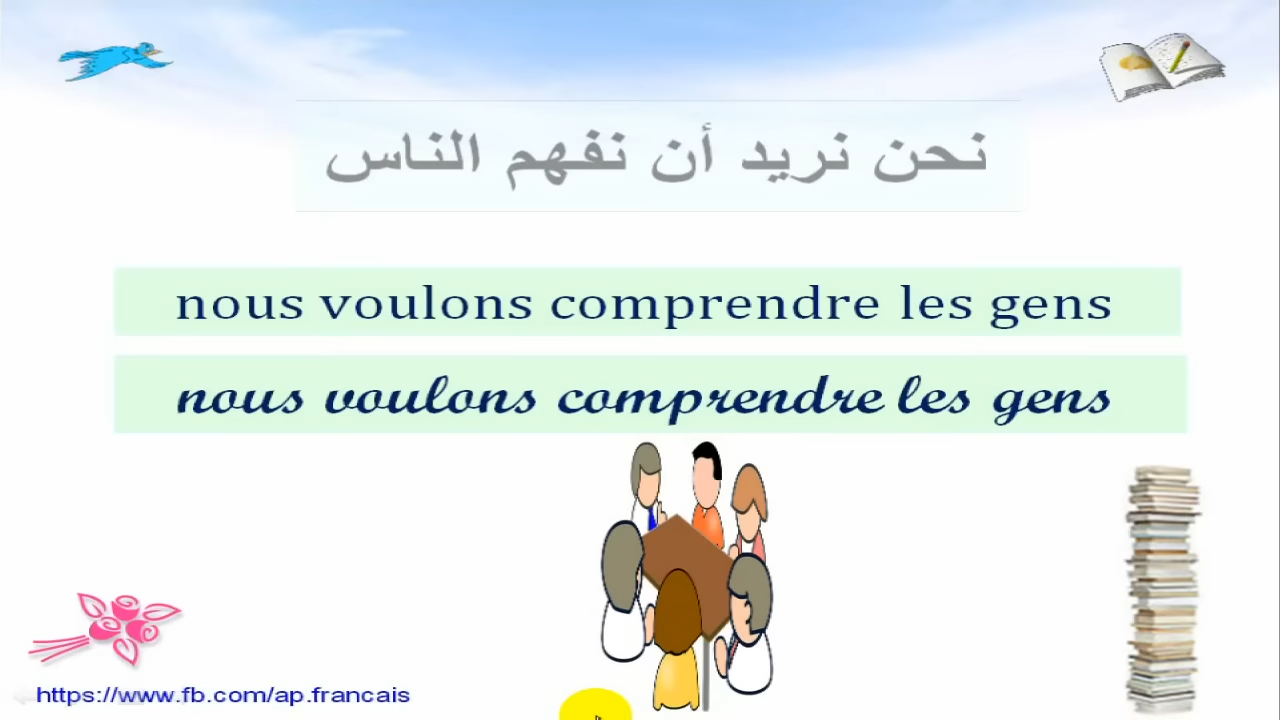 نحن نريد أن نفهم الناس
nous voulons comprendre les gens
nous voulons comprendre les gens
https://www.fb.com/ap.francais